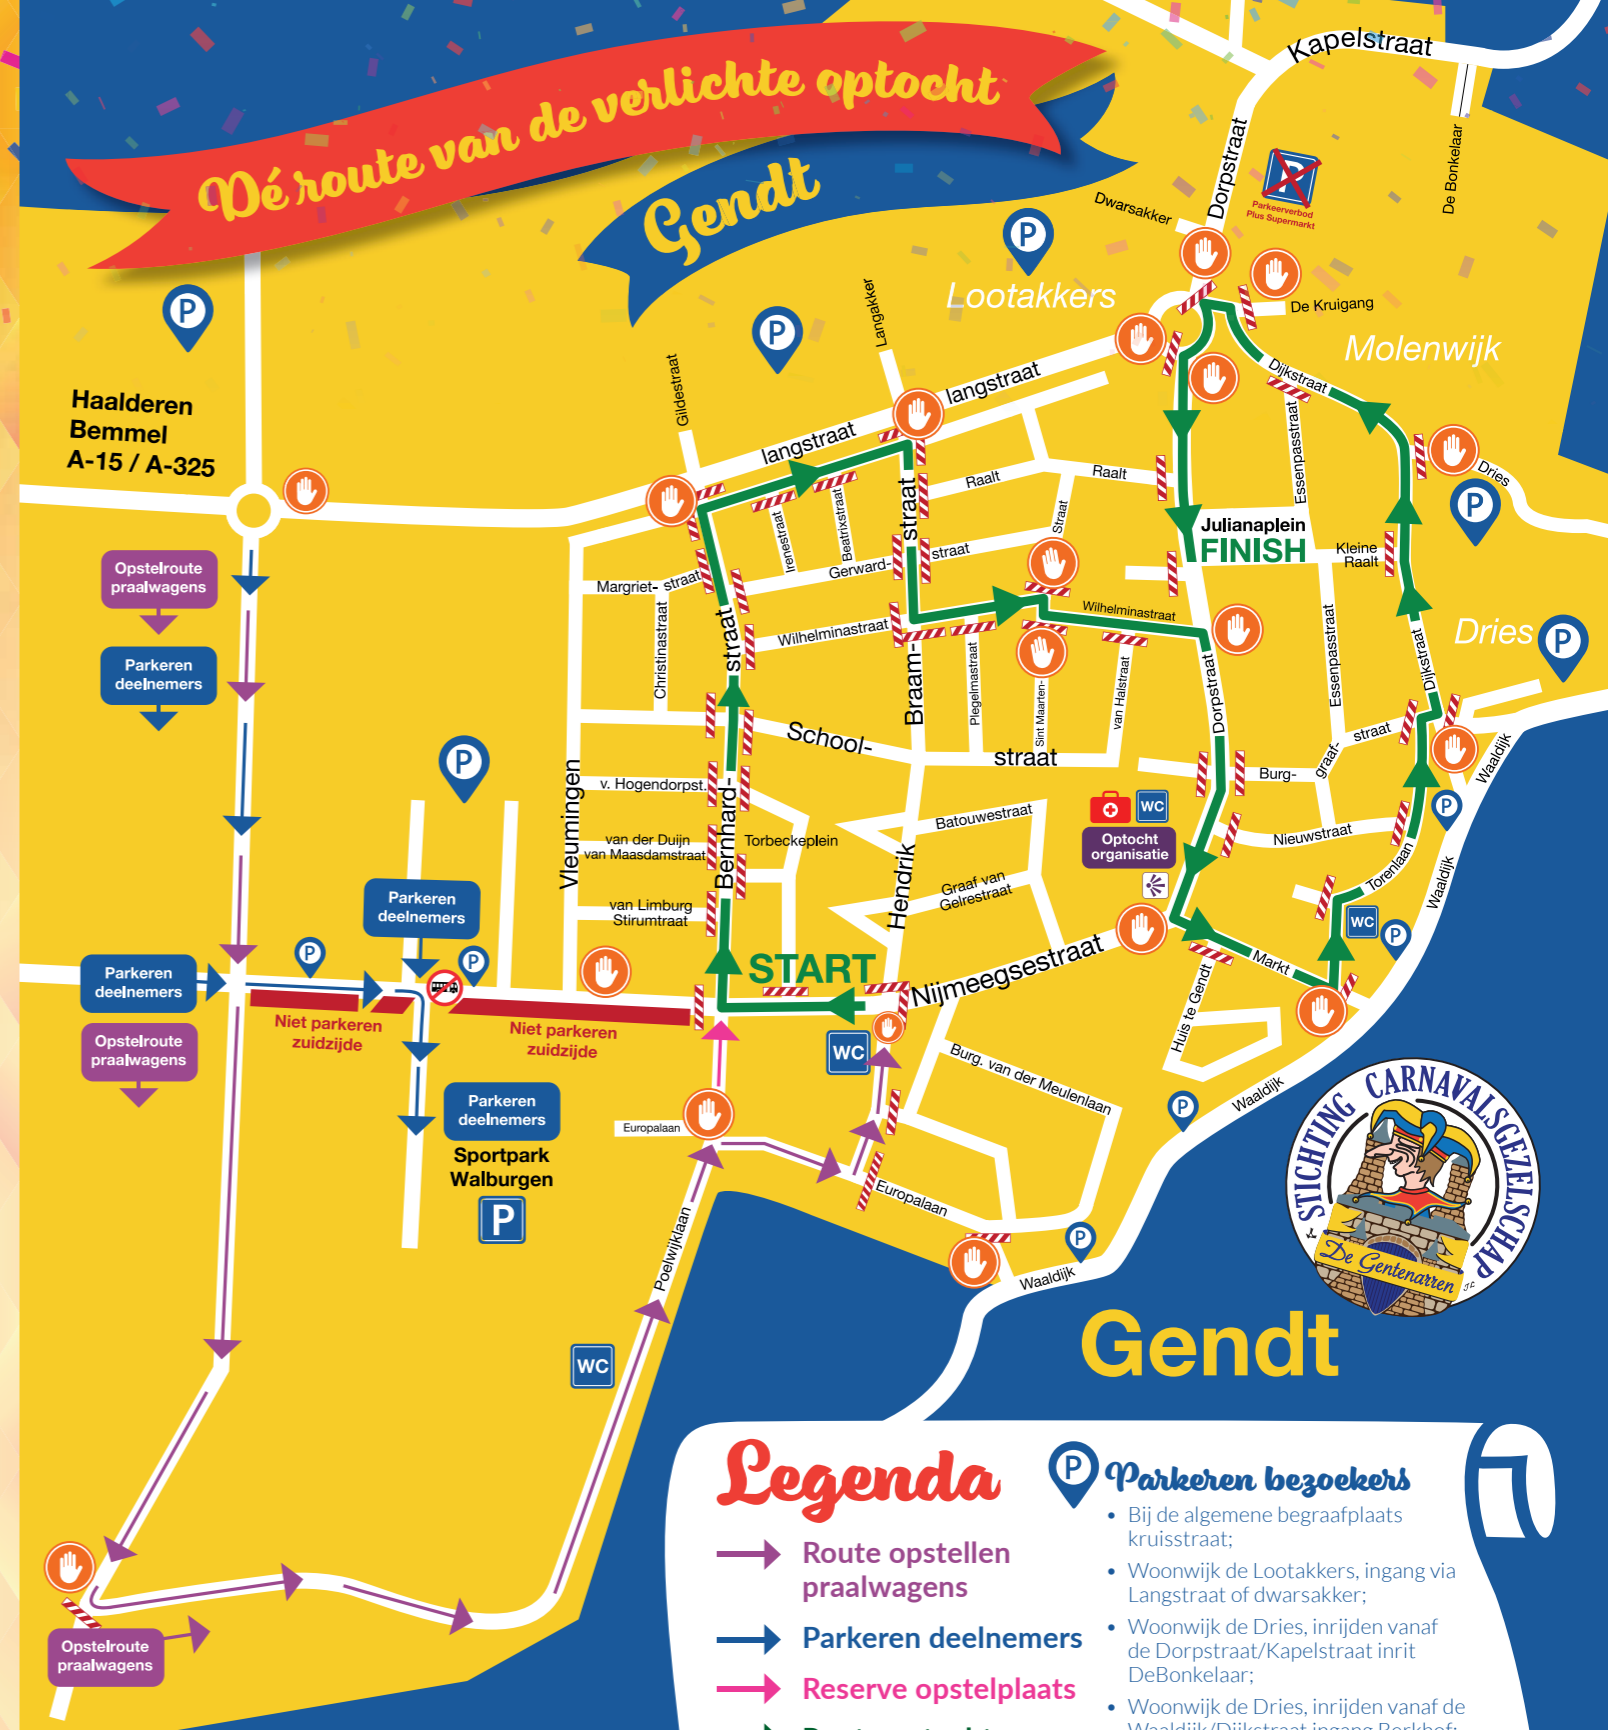 Dé route van de verlichte optocht
Gendt
Kapelstraat
De Bonkelaar
Dorpstraat
P
Parkeerverbod
Plus Supermarkt
Dwarsakker
P
Lootakkers
De Kruigang
Molenwijk
P
P
Langakker
Gildestraat
langstraat
langstraat
Dijkstraat
Haalderen
Bemmel
A-15 / A-325
Essenpasstraat
Dries
P
Raalt
Raalt
Straat
Irenestraat
Beatrixstraat
straat
Julianaplein
FINISH
Kleine
Raalt
Opstelroute
praalwagens
Margriet- straat
Gerward-
straat
Christinastraat
Wilhelminastraat
Wilhelminastraat
Parkeren
deelnemers
straat
Plegelmastraat
Sint Maarten-
van Halstraat
Dorpstraat
Essenpasstraat
Dijkstraat
Dries
P
Braam-
School-
straat
Burg-
graaf-
straat
Waaldijk
P
v. Hogendorpst.
Vleumingen
Bernhard-
van der Duijn
van Maasdamstraat
Torbeckeplein
Batouwestraat
WC
Optocht
organisatie
Nieuwstraat
P
Torenlaan
Waaldijk
Hendrik
Graaf van
Gelrestraat
van Limburg
Stirumtraat
Parkeren
deelnemers
WC
P
START
Nijmeegsestraat
Markt
Huis te Gendt
P
P
Parkeren
deelnemers
Niet parkeren
zuidzijde
Niet parkeren
zuidzijde
Opstelroute
praalwagens
WC
Burg. van der Meulenlaan
Waaldijk
P
Parkeren
deelnemers
Sportpark
Walburgen
P
Europalaan
Europalaan
Poelwijklaan
P
Waaldijk
WC
STICHTING CARNAVALSGEZELSCHAP
De Gentenarren
Gendt
Opstelroute
praalwagens
Legenda
Route opstellen
praalwagens
Parkeren deelnemers
Reserve opstelplaats
P Parkeren bezoekers
• Bij de algemene begraafplaats
kruisstraat;
• Woonwijk de Lootakkers, ingang via
Langstraat of dwarsakker;
• Woonwijk de Dries, inrijden vanaf
de Dorpstraat/Kapelstraat inrit
DeBonkelaar;
• Woonwijk de Dries, inrijden vanaf de